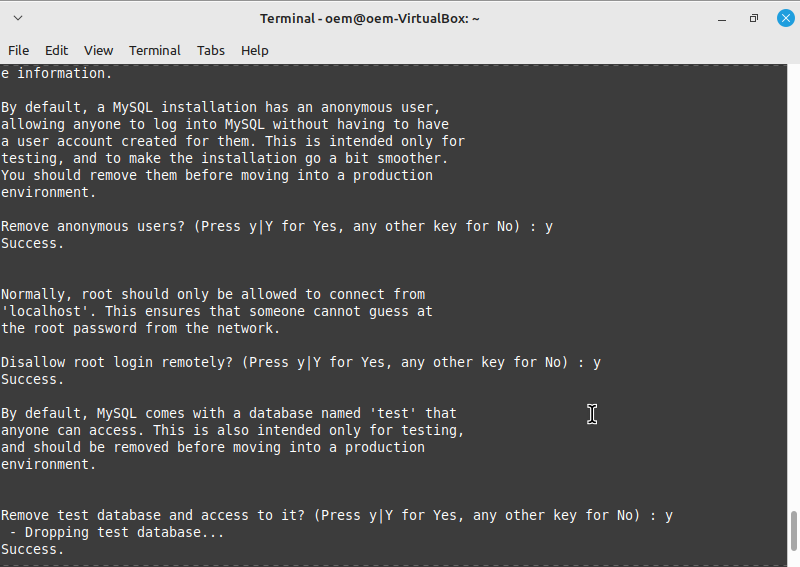 Terminal - oem@oem-VirtualBox: ~
File Edit View Terminal Tabs Help
e information.
By default, a MySQL installation has an anonymous user,
allowing anyone to log into MySQL without having to have
a user account created for them. This is intended only for
testing, and to make the installation go a bit smoother.
You should remove them before moving into a production
environment.
Remove anonymous users? (Press y|Y for Yes, any other key for No) : y
Success.
Normally, root should only be allowed to connect from
'localhost'. This ensures that someone cannot guess at
the root password from the network.
Disallow root login remotely? (Press y|Y for Yes, any other key for No) : y
Success.
By default, MySQL comes with a database named 'test' that
anyone can access. This is also intended only for testing,
and should be removed before moving into a production
environment.
Remove test database and access to it? (Press y|Y for Yes, any other key for No) : y
 - Dropping test database...
Success.